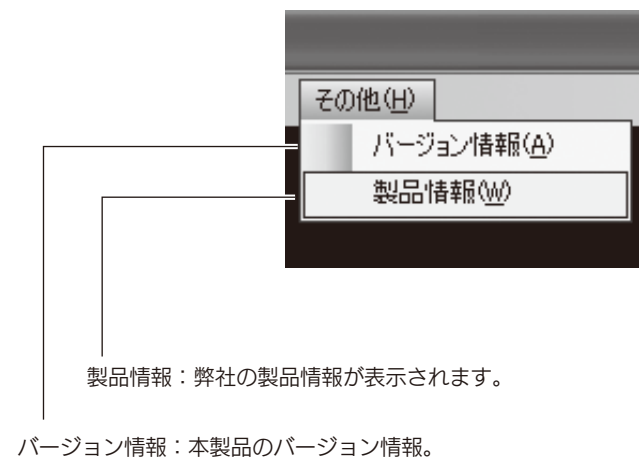 その他(H)
バージョン情報(A)
製品情報(W)
製品情報：弊社の製品情報が表示されます。
バージョン情報：本製品のバージョン情報。